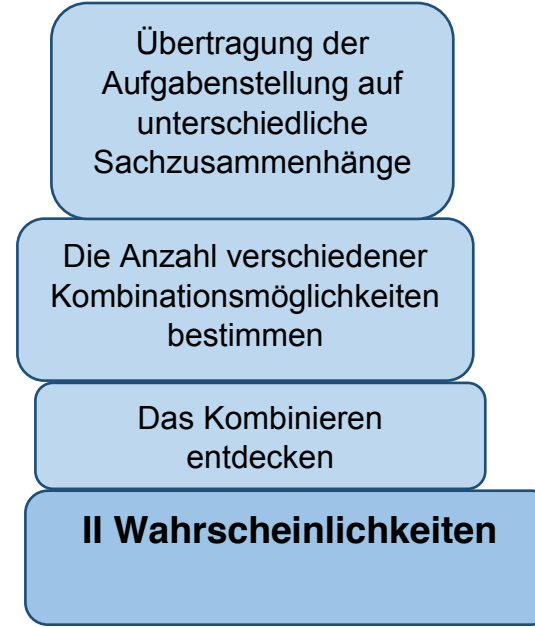 Übertragung der
Aufgabenstellung auf
unterschiedliche
Sachzusammenhänge
Die Anzahl verschiedener
Kombinationsmöglichkeiten
bestimmen
Das Kombinieren
entdecken
II Wahrscheinlichkeiten